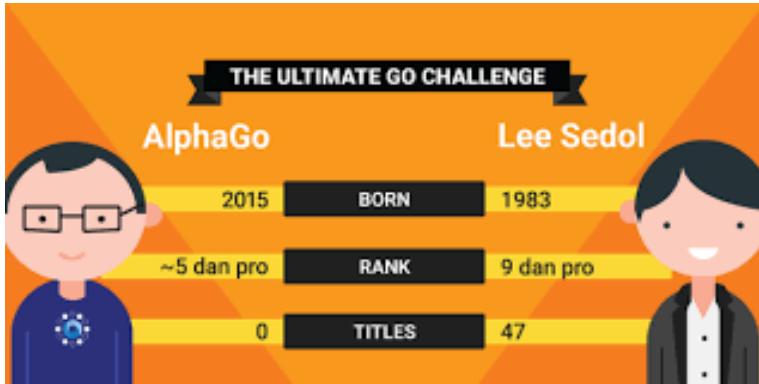 THE ULTIMATE GO CHALLENGE
AlphaGo Lee Sedol
2015 BORN 1983
~5 dan pro RANK 9 dan pro
0 TITLES 47